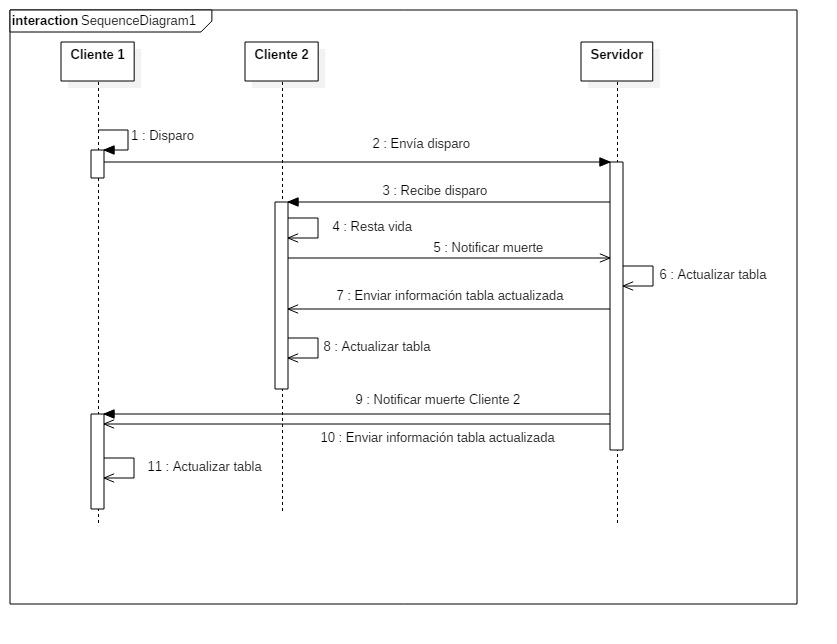 interaction SequenceDiagram1
Cliente 1
Cliente 2
Servidor
1 : Disparo
2 : Envía disparo
3 : Recibe disparo
4 : Resta vida
5 : Notificar muerte
6 : Actualizar tabla
7 : Enviar información tabla actualizada
8 : Actualizar tabla
9 : Notificar muerte Cliente 2
10 : Enviar información tabla actualizada
11 : Actualizar tabla